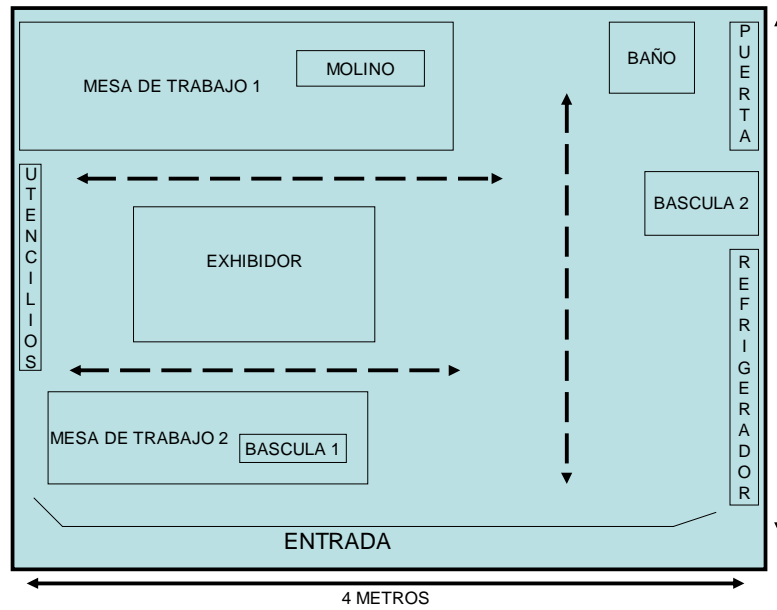 MESA DE TRABAJO 1
MOLINO
BAÑO
PUERTA
UTENCILIOS
BASCULA 2
EXHIBIDOR
REFRIGERADOR
MESA DE TRABAJO 2
BASCULA 1
ENTRADA
4 METROS